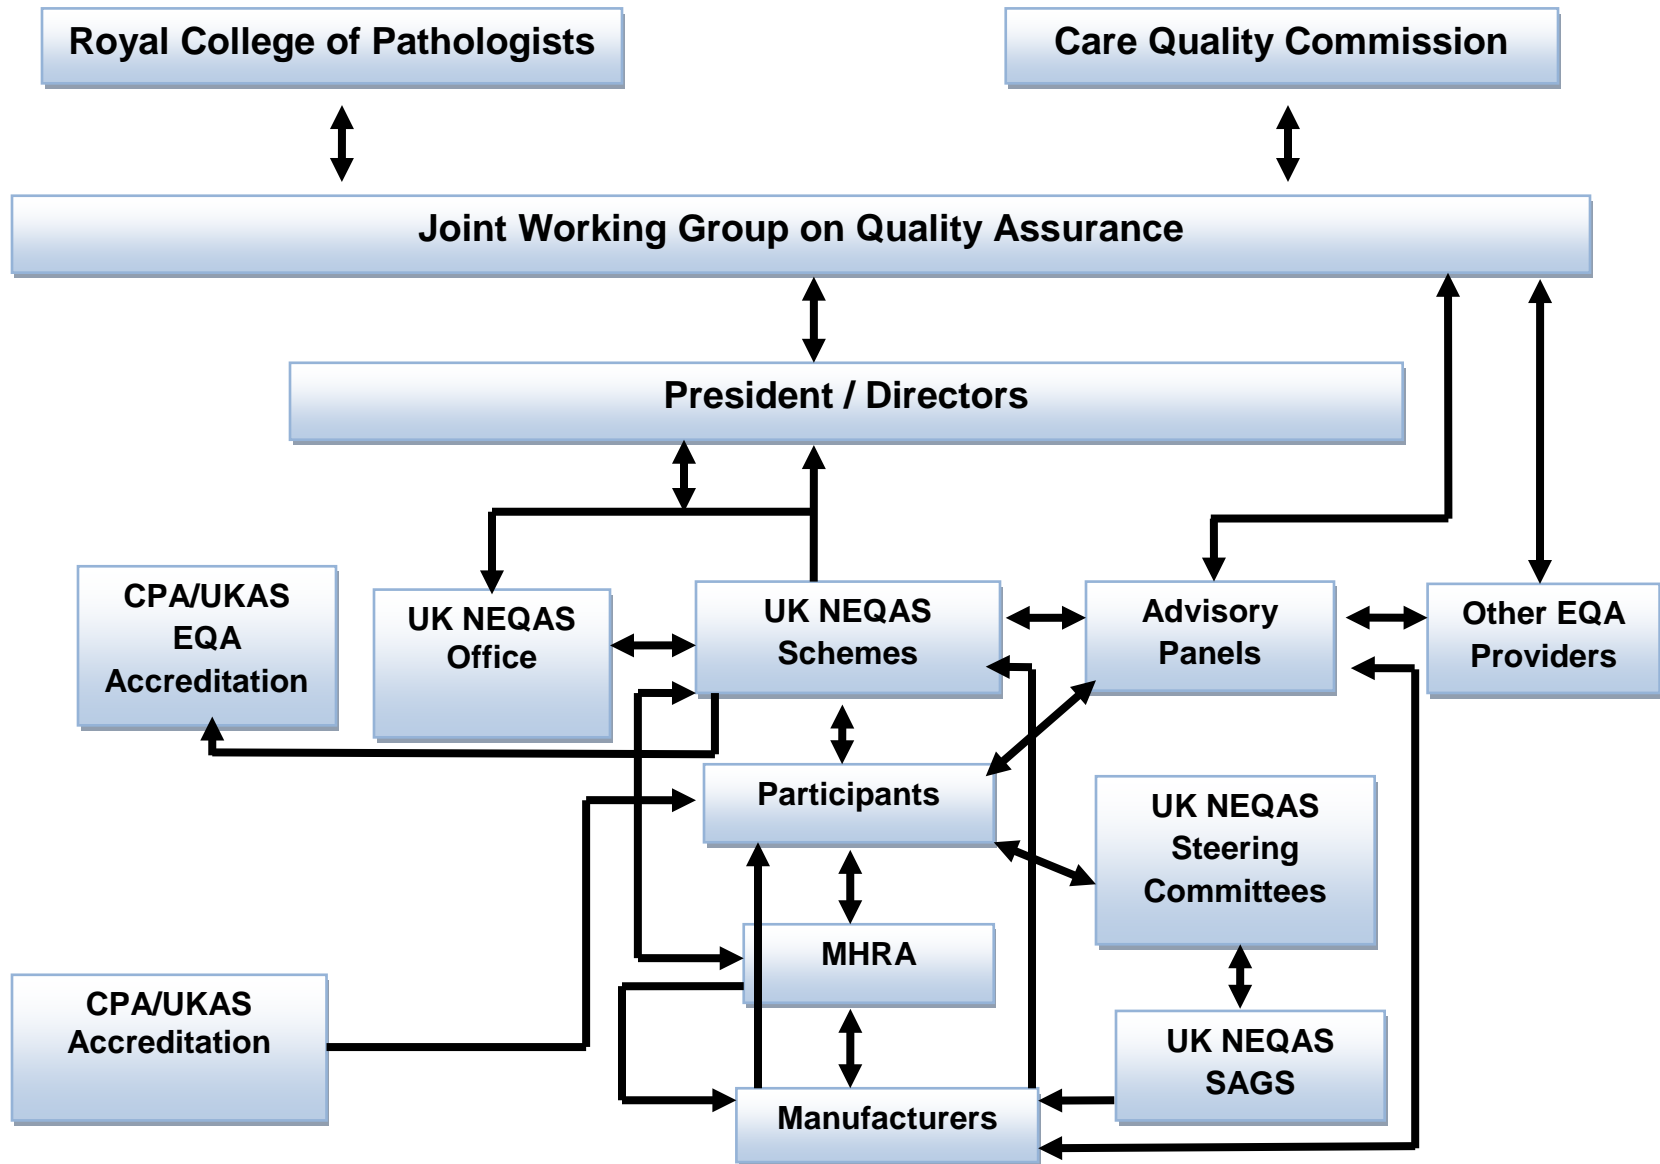 Royal College of Pathologists
Care Quality Commission
Joint Working Group on Quality Assurance
President / Directors
CPA/UKAS
EQA
Accreditation
UK NEQAS
Office
UK NEQAS
Schemes
Advisory
Panels
Other EQA
Providers
Participants
UK NEQAS
Steering
Committees
MHRA
CPA/UKAS
Accreditation
UK NEQAS
SAGS
Manufacturers